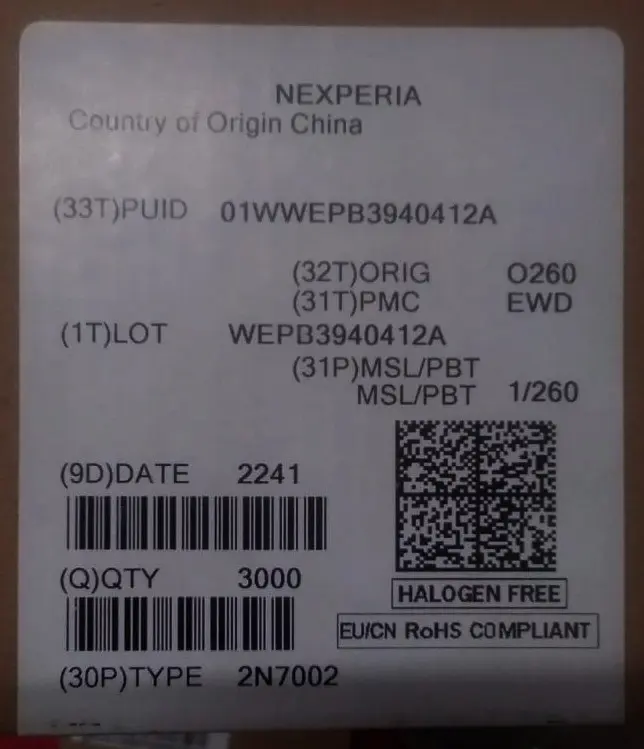 NEXPERIA
Country of Origin China
(33T)PUID 01WWEPB3940412A
(32T)ORIG O260
(31T)PMC EWD
(1T)LOT WEPB3940412A
(31P)MSL/PBT
MSL/PBT 1/260
(9D)DATE 2241
(Q)QTY 3000
HALOGEN FREE
EU/CN RoHS COMPLIANT
(30P)TYPE 2N7002